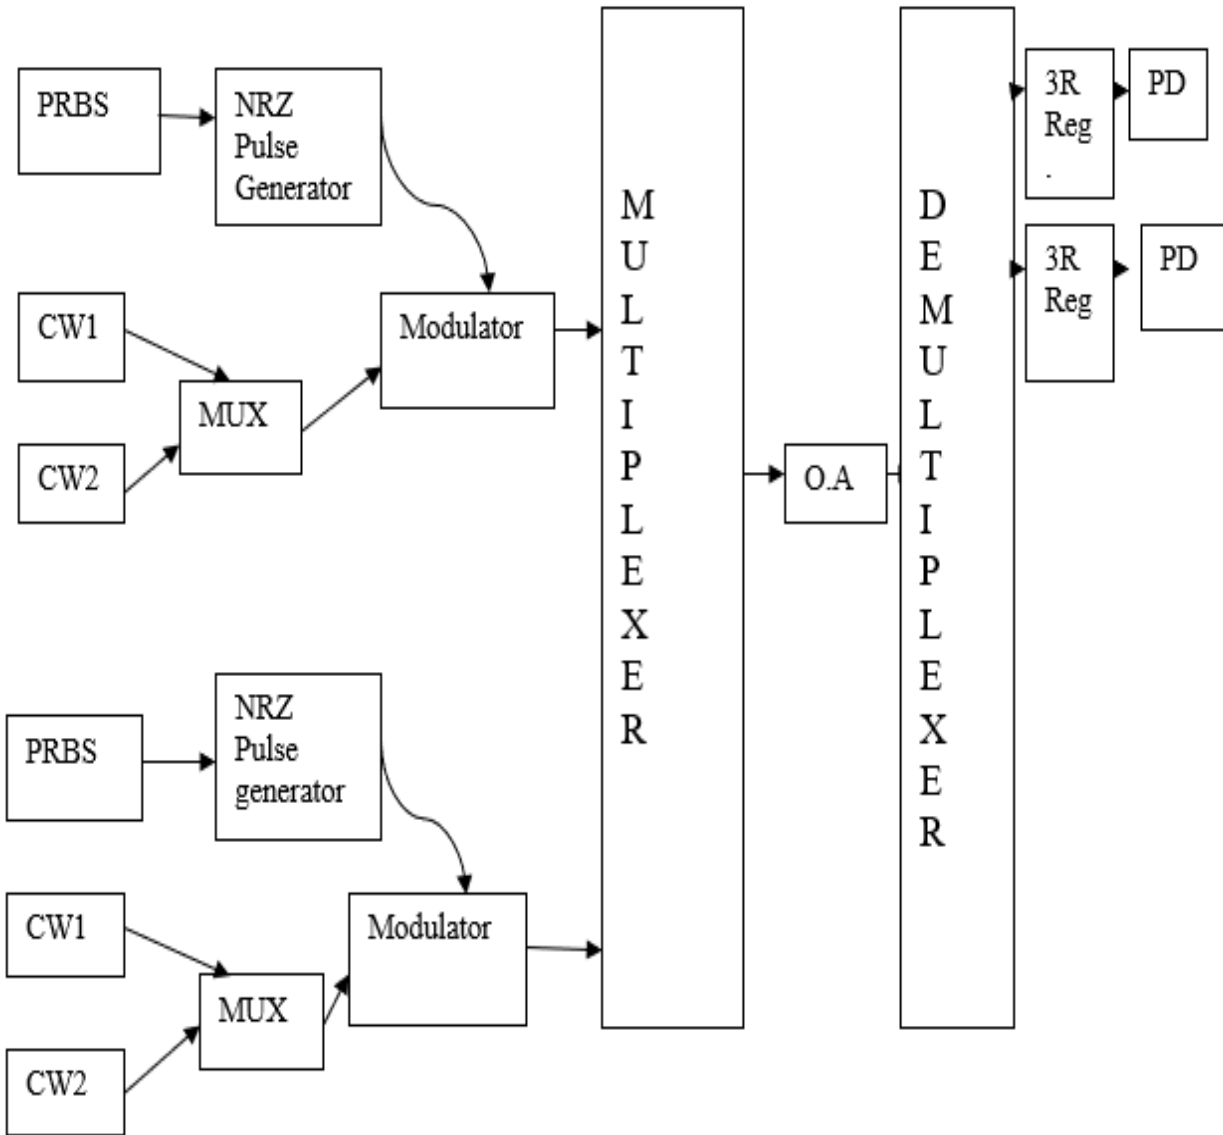 PRBS
NRZ
Pulse
Generator
CW1
CW2
MUX
Modulator
PRBS
NRZ
Pulse
generator
CW1
CW2
MUX
Modulator
M
U
L
T
I
P
L
E
X
E
R
O.A
D
E
M
U
L
T
I
P
L
E
X
E
R
3R
Reg
.
PD
3R
Reg
PD